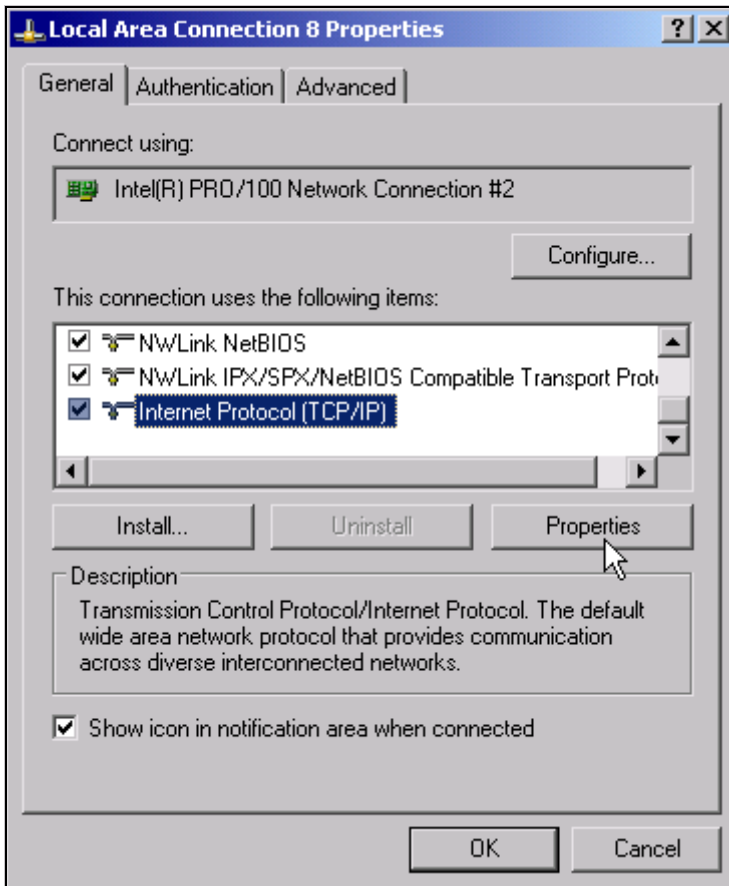 Local Area Connection 8 Properties
General Authentication Advanced
Connect using:
Intel(R) PRO/100 Network Connection #2
Configure...
This connection uses the following items:
NWLink NetBIOS
NWLink IPX/SPX/NetBIOS Compatible Transport Proto
Internet Protocol (TCP/IP)
Install... Uninstall Properties
Description
Transmission Control Protocol/Internet Protocol. The default
wide area network protocol that provides communication
across diverse interconnected networks.
Show icon in notification area when connected
OK Cancel